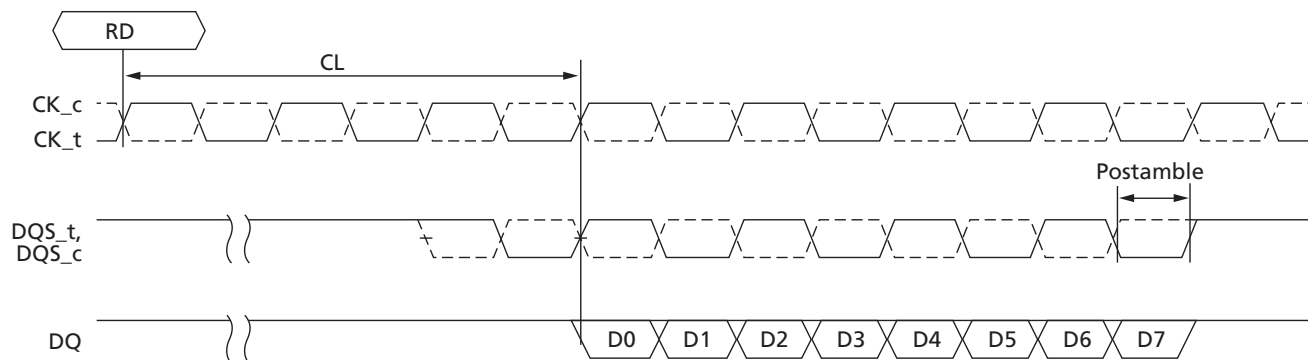 RD
CL
CK_c
CK_t
Postamble
DQS_t,
DQS_c
DQ
D0 D1 D2 D3 D4 D5 D6 D7